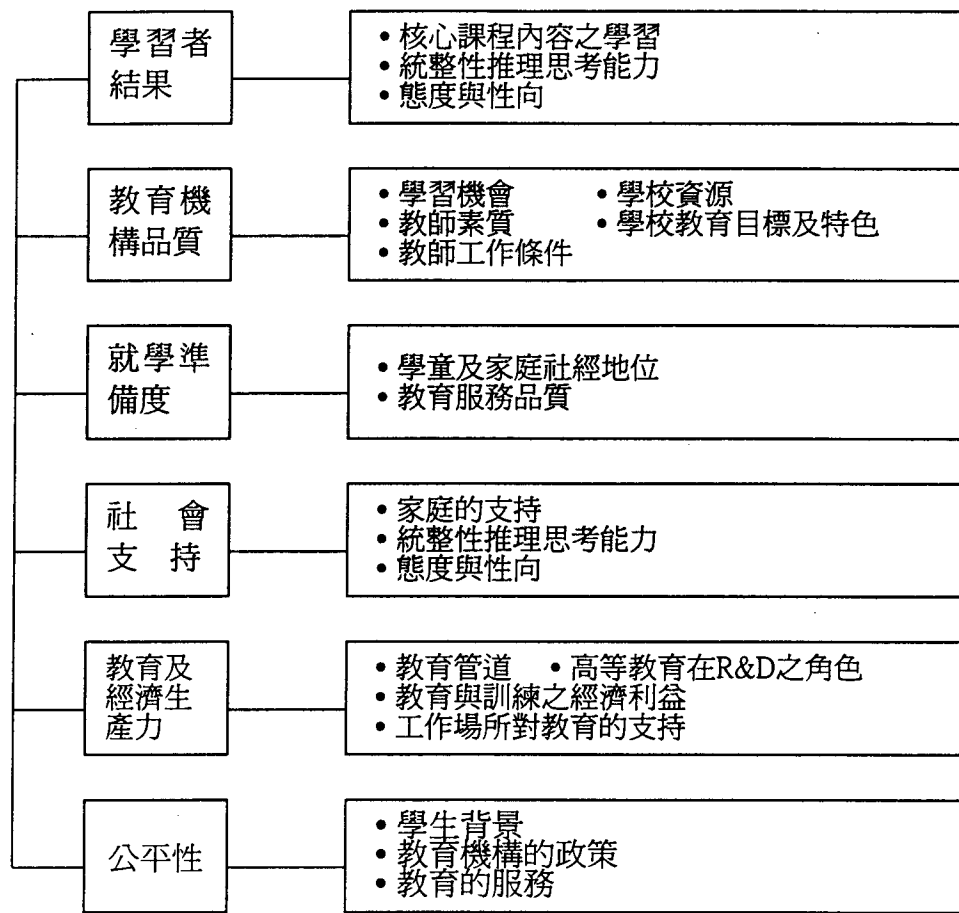 學習者
結果
• 核心課程內容之學習
• 統整性推理思考能力
• 態度與性向
教育機
構品質
• 學習機會 • 學校資源
• 教師素質 • 學校教育目標及特色
• 教師工作條件
就學準
備度
• 學童及家庭社經地位
• 教育服務品質
社會
支持
• 家庭的支持
• 統整性推理思考能力
• 態度與性向
教育及
經濟生
產力
• 教育管道 • 高等教育在R&D之角色
• 教育與訓練之經濟利益
• 工作場所對教育的支持
公平性
• 學生背景
• 教育機構的政策
• 教育的服務